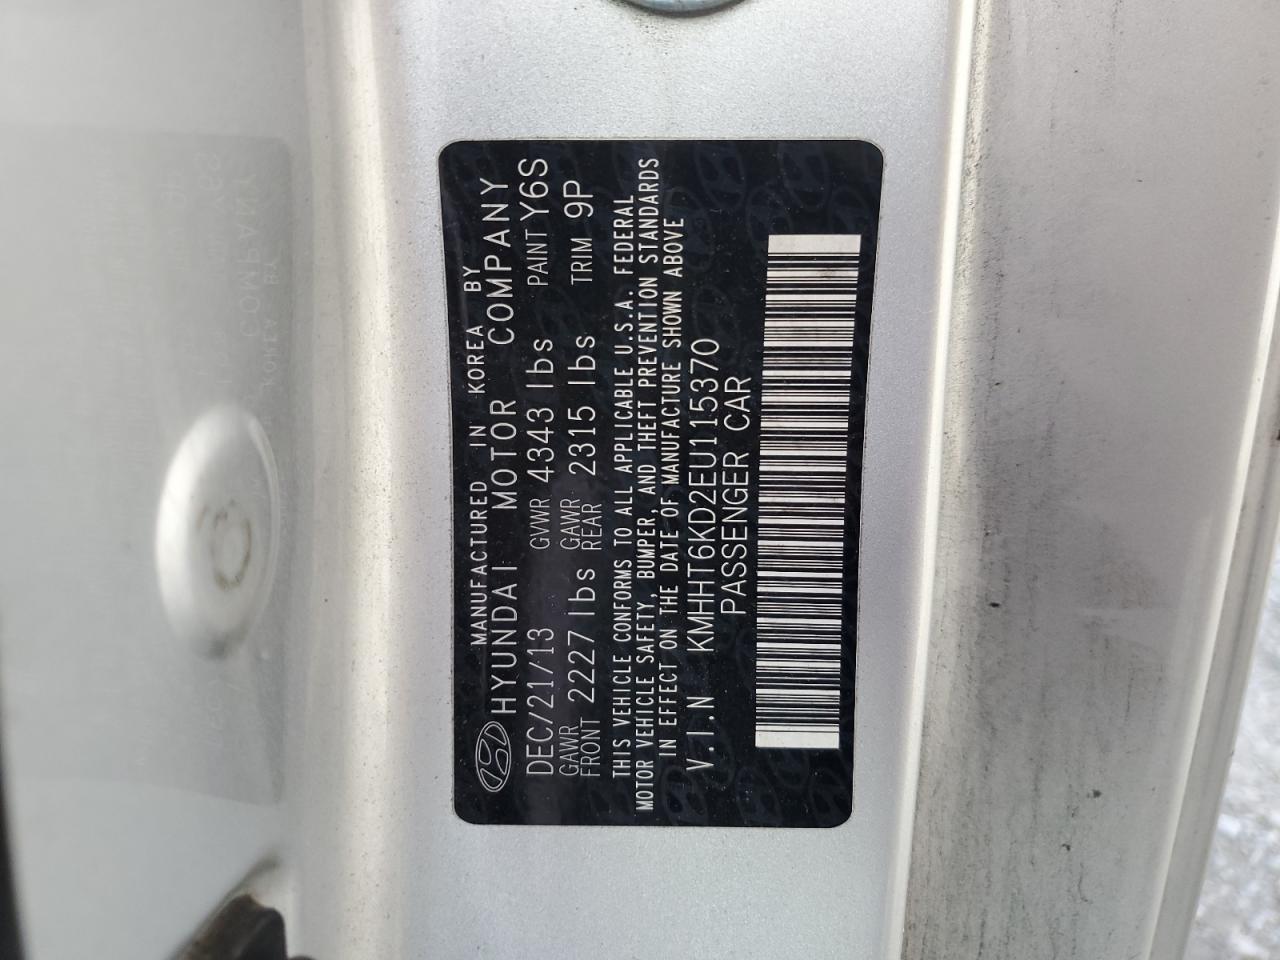 MANUFACTURED IN KOREA BY
HYUNDAI MOTOR COMPANY
DEC/21/13 GVWR 4343 lbs PAINT Y6S
GAWR FRONT 2227 lbs GAWR REAR 2315 lbs TRIM 9P
THIS VEHICLE CONFORMS TO ALL APPLICABLE U.S.A. FEDERAL
MOTOR VEHICLE SAFETY, BUMPER, AND THEFT PREVENTION STANDARDS
IN EFFECT ON THE DATE OF MANUFACTURE SHOWN ABOVE
V.I.N KMHHT6KD2EU115370
PASSENGER CAR